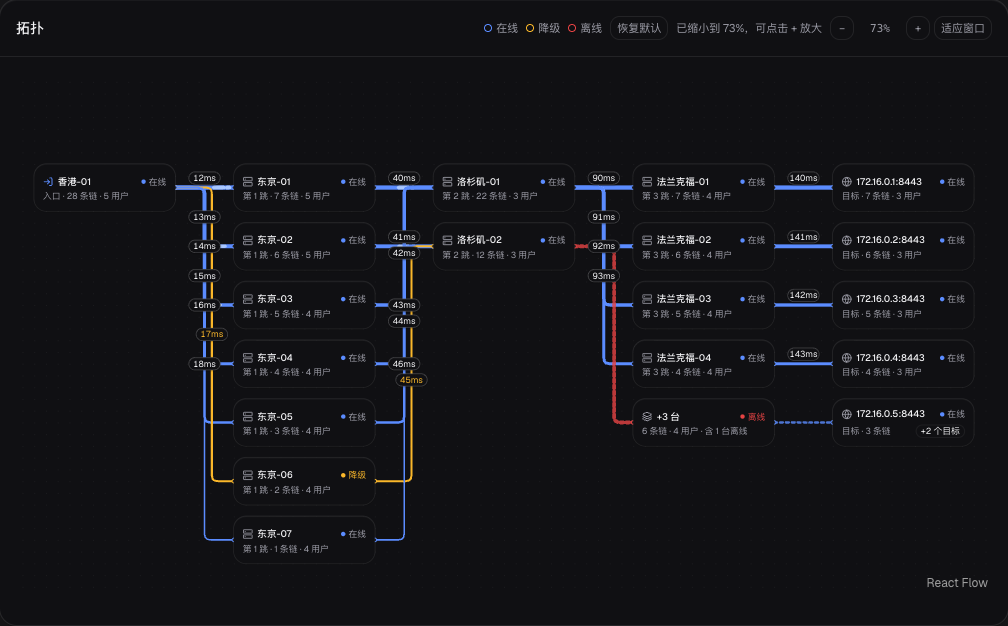 拓扑
在线 降级 离线 恢复默认 已缩小到 73%，可点击 + 放大 − 73% + 适应窗口
香港-01 在线
入口 · 28 条链 · 5 用户
12ms
13ms
14ms
15ms
16ms
17ms
18ms
东京-01 在线
第 1 跳 · 7 条链 · 5 用户
东京-02 在线
第 1 跳 · 6 条链 · 5 用户
东京-03 在线
第 1 跳 · 5 条链 · 4 用户
东京-04 在线
第 1 跳 · 4 条链 · 4 用户
东京-05 在线
第 1 跳 · 3 条链 · 4 用户
东京-06 降级
第 1 跳 · 2 条链 · 4 用户
东京-07 在线
第 1 跳 · 1 条链 · 4 用户
40ms
41ms
42ms
43ms
44ms
46ms
45ms
洛杉矶-01 在线
第 2 跳 · 22 条链 · 3 用户
洛杉矶-02 在线
第 2 跳 · 12 条链 · 3 用户
90ms
91ms
92ms
93ms
法兰克福-01 在线
第 3 跳 · 7 条链 · 4 用户
法兰克福-02 在线
第 3 跳 · 6 条链 · 4 用户
法兰克福-03 在线
第 3 跳 · 5 条链 · 4 用户
法兰克福-04 在线
第 3 跳 · 4 条链 · 4 用户
+3 台 离线
6 条链 · 4 用户 · 含 1 台离线
140ms
141ms
142ms
143ms
172.16.0.1:8443 在线
目标 · 7 条链 · 3 用户
172.16.0.2:8443 在线
目标 · 6 条链 · 3 用户
172.16.0.3:8443 在线
目标 · 5 条链 · 3 用户
172.16.0.4:8443 在线
目标 · 4 条链 · 3 用户
172.16.0.5:8443 在线
目标 · 3 条链 +2 个目标
React Flow